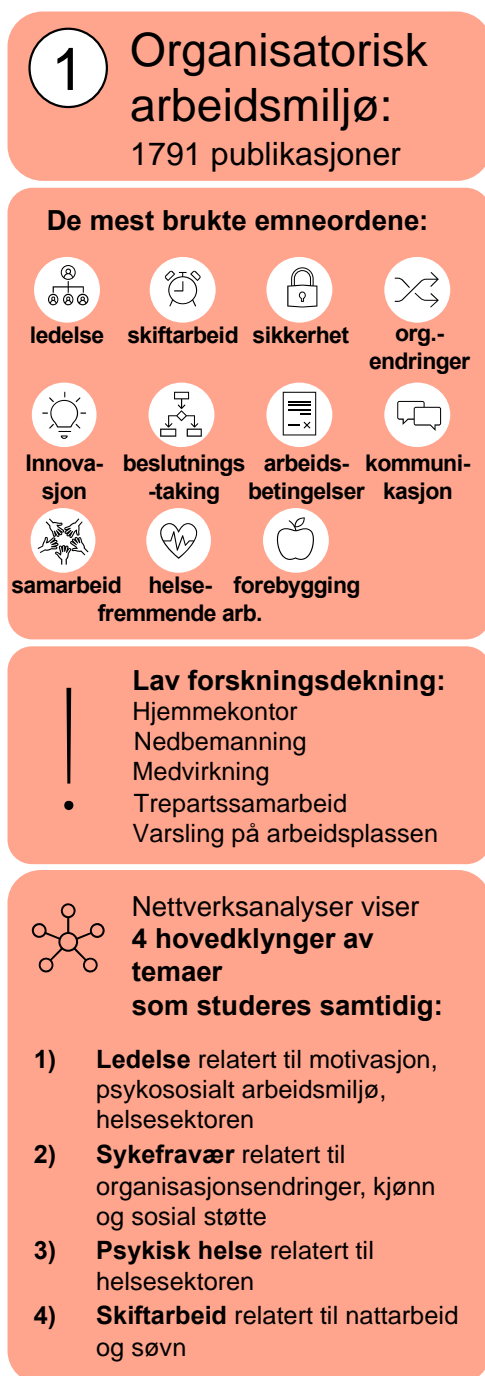 1
Organisatorisk
arbeidsmiljø:
1791 publikasjoner
De mest brukte emneordene:
ledelse
skiftarbeid
sikkerhet
org.-
endringer
Innova-
sjon
beslutnings
-taking
arbeids-
betingelser
kommuni-
kasjon
samarbeid
helse-
fremmende arb.
forebygging
Lav forskningsdekning:
Hjemmekontor
Nedbemanning
Medvirkning
Trepartssamarbeid
Varsling på arbeidsplassen
Nettverksanalyser viser
4 hovedklynger av
temaer
som studeres samtidig:
1) Ledelse relatert til motivasjon,
psykososialt arbeidsmiljø,
helsesektoren
2) Sykefravær relatert til
organisasjonsendringer, kjønn
og sosial støtte
3) Psykisk helse relatert til
helsesektoren
4) Skiftarbeid relatert til nattarbeid
og søvn